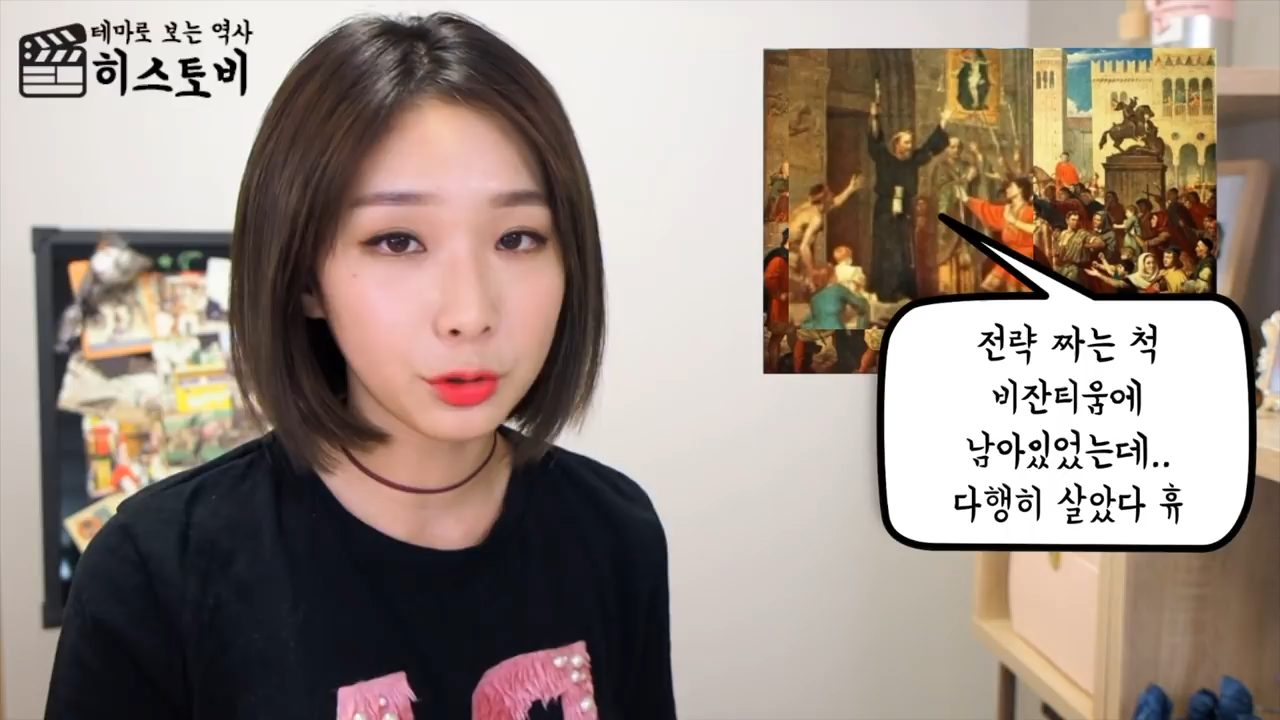 테마로 보는 역사
히스토비
전략 짜는 척
비잔티움에
남아있었는데..
다행히 살았다 휴